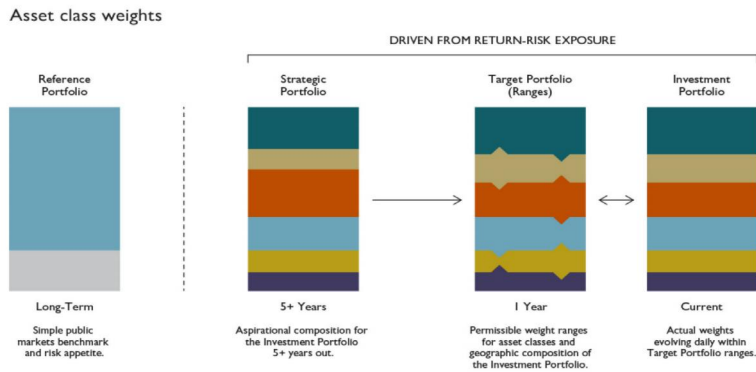 Asset class weights
DRIVEN FROM RETURN-RISK EXPOSURE
Reference
Portfolio
Strategic
Portfolio
Target Portfolio
(Ranges)
Investment
Portfolio
Long-Term
5+ Years
1 Year
Current
Simple public
markets benchmark
and risk appetite.
Aspirational composition for
the Investment Portfolio
5+ years out.
Permissible weight ranges
for asset classes and
geographic composition of
the Investment Portfolio.
Actual weights
evolving daily within
Target Portfolio ranges.